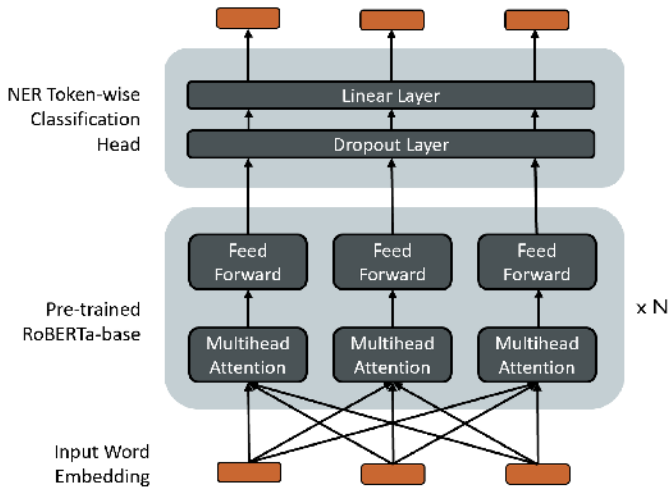 NER Token-wise
Classification
Head
Linear Layer
Dropout Layer
Pre-trained
RoBERTa-base
Feed
Forward
Feed
Forward
Feed
Forward
Multihead
Attention
Multihead
Attention
Multihead
Attention
x N
Input Word
Embedding